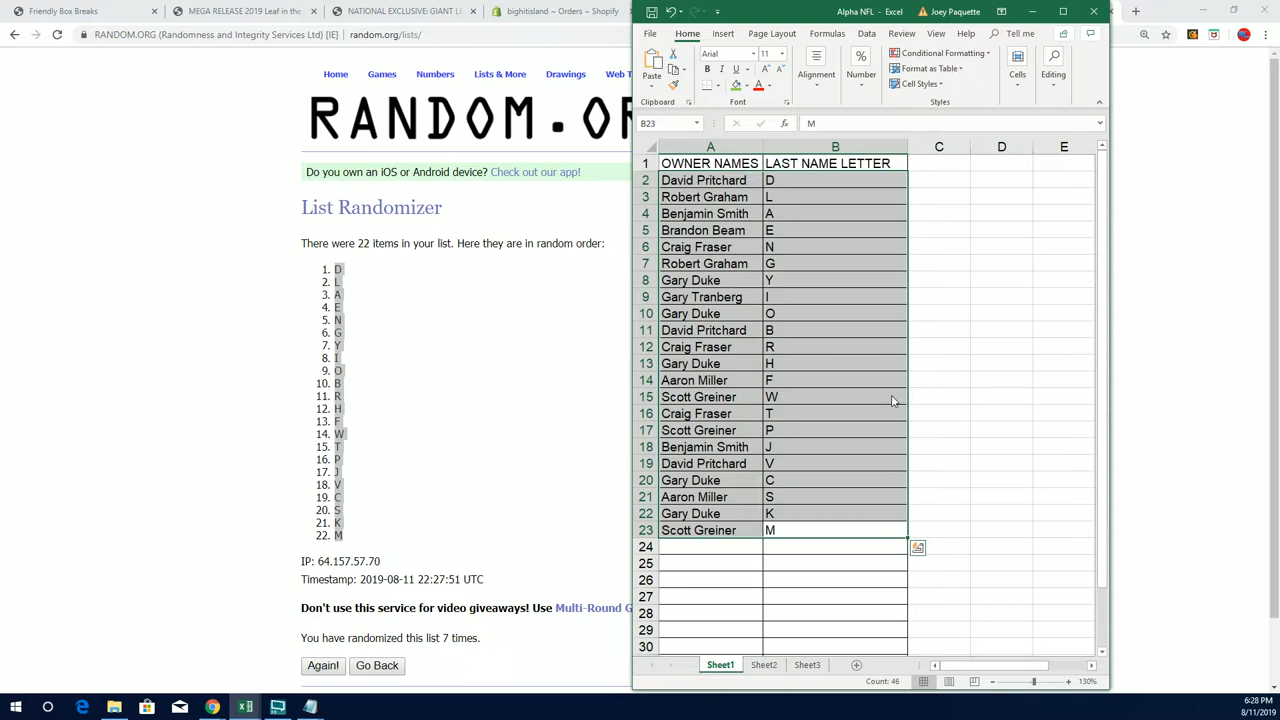 Friendly Box Breaks
MEGA RELEASE 2019 Leaf in the
NATIONAL EXCLUSIVE: GIANT LE
bighitisland ~ Orders ~ Shopify
RANDOM.ORG (Randomness and Integrity Services Ltd) [US] | random.org/lists/
Home Games Numbers Lists & More Drawings Web T
RANDOM.OR
Do you own an iOS or Android device? Check out our app!
List Randomizer
There were 22 items in your list. Here they are in random order:
1. D
2. L
3. A
4. E
5. N
6. G
7. Y
8. I
9. O
10. B
11. R
12. H
13. F
14. W
15. T
16. P
17. J
18. V
19. C
20. S
21. K
22. M
IP: 64.157.57.70
Timestamp: 2019-08-11 22:27:51 UTC
Don't use this service for video giveaways! Use Multi-Round G
You have randomized this list 7 times.
Again! Go Back
Alpha NFL - Excel Joey Paquette
File Home Insert Page Layout Formulas Data Review View Help Tell me
Paste
Arial 11
B I U
Alignment
Number
Conditional Formatting
Format as Table
Cell Styles
Cells
Editing
Clipboard Font Styles
B23 fx M
A B C D E
1 OWNER NAMES LAST NAME LETTER
2 David Pritchard D
3 Robert Graham L
4 Benjamin Smith A
5 Brandon Beam E
6 Craig Fraser N
7 Robert Graham G
8 Gary Duke Y
9 Gary Tranberg I
10 Gary Duke O
11 David Pritchard B
12 Craig Fraser R
13 Gary Duke H
14 Aaron Miller F
15 Scott Greiner W
16 Craig Fraser T
17 Scott Greiner P
18 Benjamin Smith J
19 David Pritchard V
20 Gary Duke C
21 Aaron Miller S
22 Gary Duke K
23 Scott Greiner M
24
25
26
27
28
29
30
Sheet1 Sheet2 Sheet3
Count: 46 130%
6:28 PM
8/11/2019